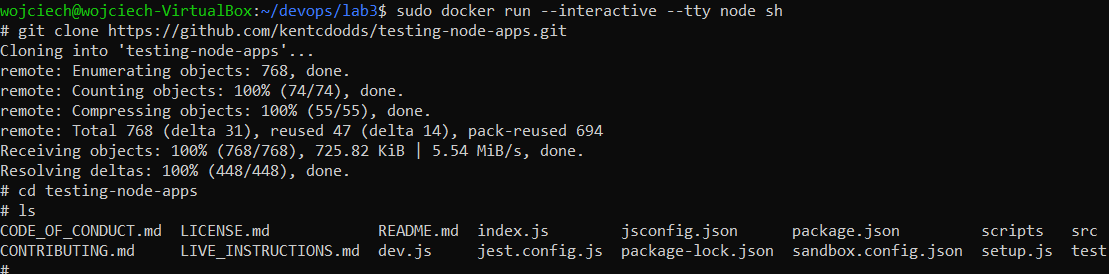 wojciech@wojciech-VirtualBox:~/devops/lab3$ sudo docker run --interactive --tty node sh
# git clone https://github.com/kentcdodds/testing-node-apps.git
Cloning into 'testing-node-apps'...
remote: Enumerating objects: 768, done.
remote: Counting objects: 100% (74/74), done.
remote: Compressing objects: 100% (55/55), done.
remote: Total 768 (delta 31), reused 47 (delta 14), pack-reused 694
Receiving objects: 100% (768/768), 725.82 KiB | 5.54 MiB/s, done.
Resolving deltas: 100% (448/448), done.
# cd testing-node-apps
# ls
CODE_OF_CONDUCT.md  LICENSE.md            README.md  index.js        jsconfig.json      package.json         scripts   src
CONTRIBUTING.md     LIVE_INSTRUCTIONS.md  dev.js     jest.config.js  package-lock.json  sandbox.config.json  setup.js  test
#